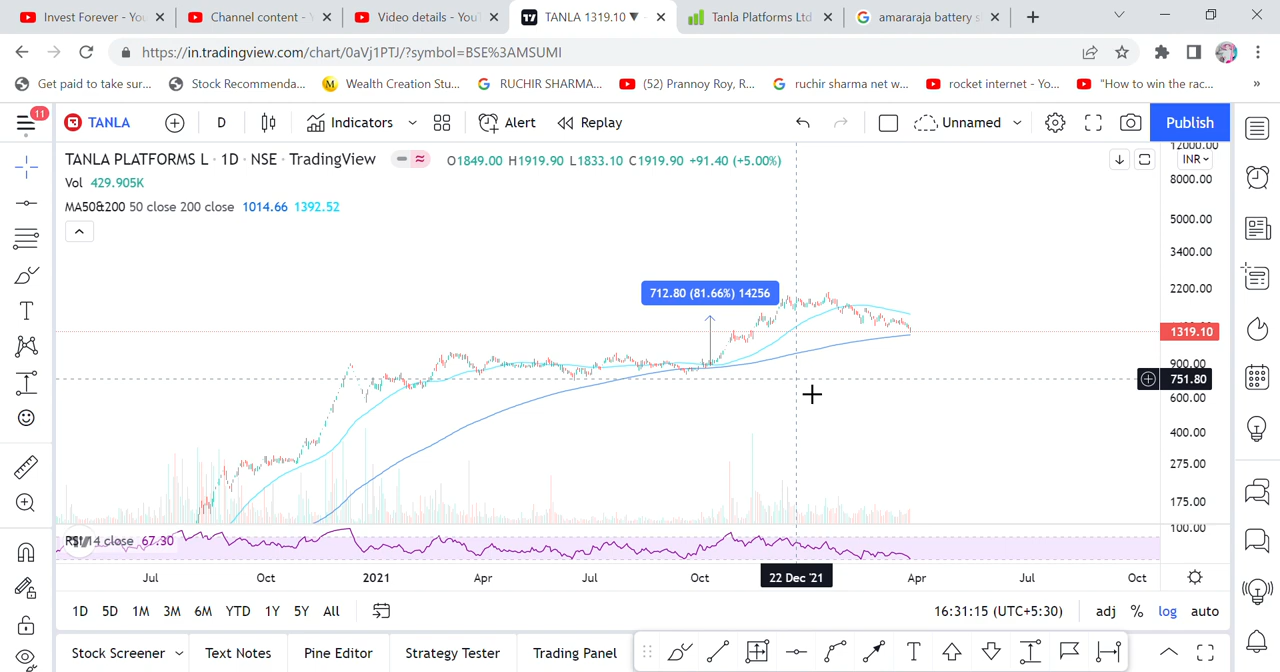 Invest Forever - You
Channel content - 
Video details - YouT
TANLA 1319.10 ▼
Tanla Platforms Ltd
amararaja battery s
https://in.tradingview.com/chart/0aVj1PTJ/?symbol=BSE%3AMSUMI
Get paid to take sur...
Stock Recommenda...
Wealth Creation Stu...
RUCHIR SHARMA...
(52) Prannoy Roy, R...
ruchir sharma net w...
rocket internet - Yo...
"How to win the rac...
»
11
TANLA
D
Indicators
Alert
Replay
Unnamed
Publish
TANLA PLATFORMS L · 1D · NSE · TradingView
O1849.00 H1919.90 L1833.10 C1919.90 +91.40 (+5.00%)
INR
Vol 429.905K
MA50&200 50 close 200 close 1014.66 1392.52
712.80 (81.66%) 14256
12000.00
8000.00
5000.00
3400.00
2200.00
1319.10
900.00
751.80
600.00
400.00
275.00
175.00
100.00
RSI 14 close 67.30
Jul
Oct
2021
Apr
Jul
Oct
22 Dec '21
Apr
Jul
Oct
1D 5D 1M 3M 6M YTD 1Y 5Y All
16:31:15 (UTC+5:30)
adj % log auto
Stock Screener
Text Notes
Pine Editor
Strategy Tester
Trading Panel
T